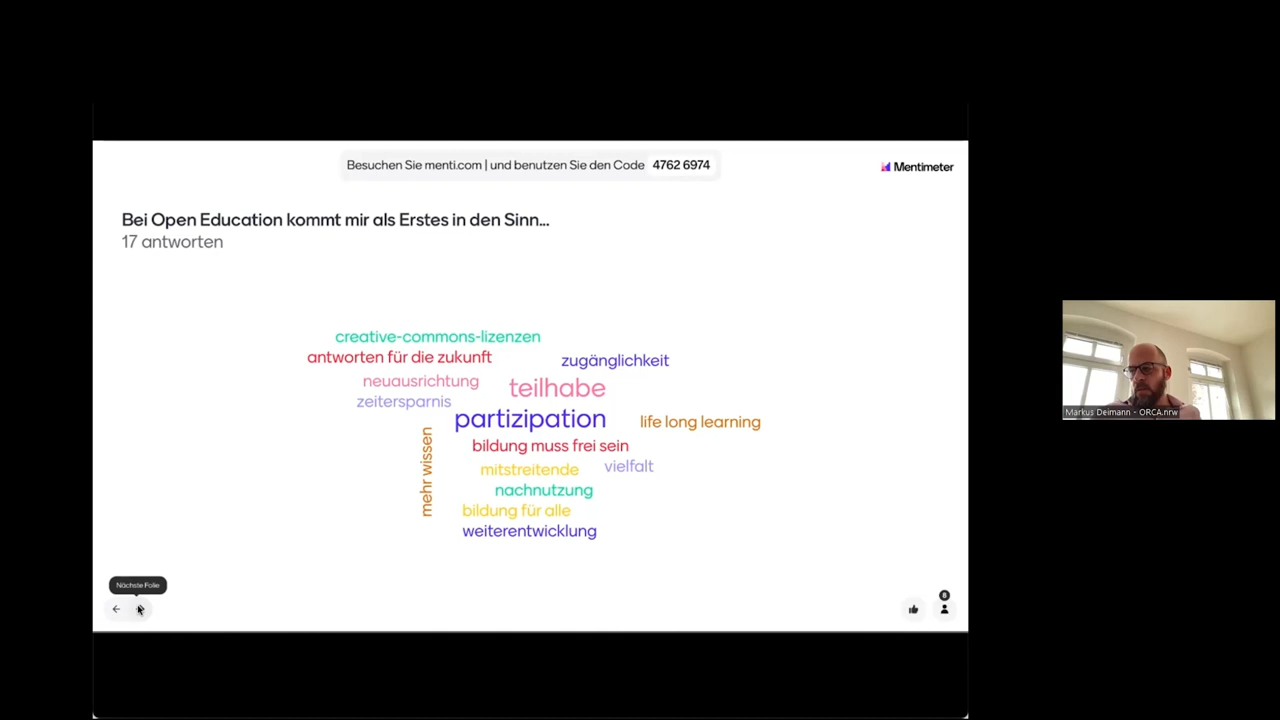 Besuchen Sie menti.com | und benutzen Sie den Code 4762 6974
Mentimeter
Bei Open Education kommt mir als Erstes in den Sinn...
17 antworten
creative-commons-lizenzen
antworten für die zukunft
zugänglichkeit
neuausrichtung
teilhabe
zeitersparnis
partizipation
life long learning
bildung muss frei sein
mehr wissen
mitstreitende
vielfalt
nachnutzung
bildung für alle
weiterentwicklung
Nächste Folie
8
Markus Deimann - ORCA.nrw